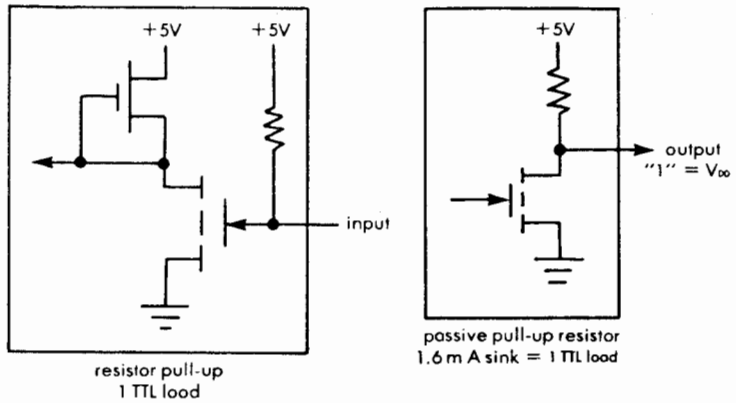 +5V
+5V
input
resistor pull-up
1 TTL load
+5V
output
"1" = VDD
passive pull-up resistor
1.6 m A sink = 1 TTL load